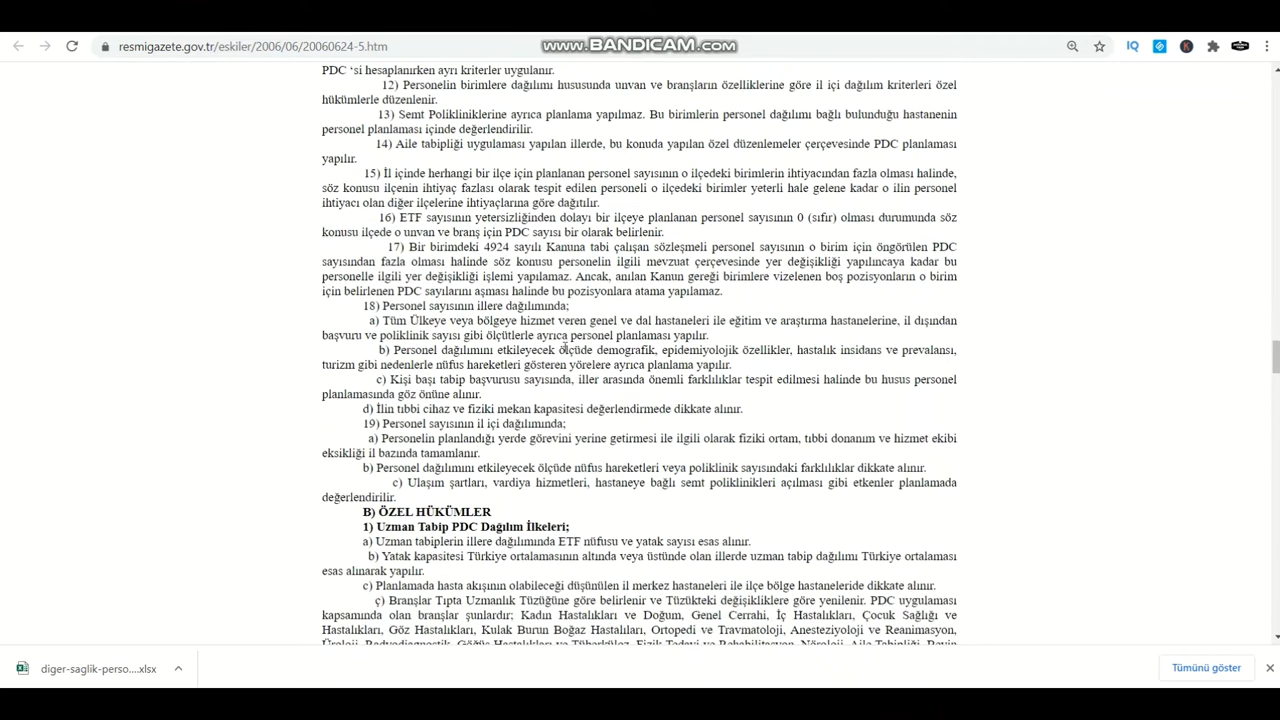 resmigazete.gov.tr/eskiler/2006/06/20060624-5.htm
www.BANDICAM.com
IQ
K
PDC ‘si hesaplanırken ayrı kriterler uygulanır.
12) Personelin birimlere dağılımı hususunda unvan ve branşların özelliklerine göre il içi dağılım kriterleri özel
hükümlerle düzenlenir.
13) Semt Polikliniklerine ayrıca planlama yapılmaz. Bu birimlerin personel dağılımı bağlı bulunduğu hastanenin
personel planlaması içinde değerlendirilir.
14) Aile tabipliği uygulaması yapılan illerde, bu konuda yapılan özel düzenlemeler çerçevesinde PDC planlaması
yapılır.
15) İl içinde herhangi bir ilçe için planlanan personel sayısının o ilçedeki birimlerin ihtiyacından fazla olması halinde,
söz konusu ilçenin ihtiyaç fazlası olarak tespit edilen personeli o ilçedeki birimler yeterli hale gelene kadar o ilin personel
ihtiyacı olan diğer ilçelerine ihtiyaçlarına göre dağıtılır.
16) ETF sayısının yetersizliğinden dolayı bir ilçeye planlanan personel sayısının 0 (sıfır) olması durumunda söz
konusu ilçede o unvan ve branş için PDC sayısı bir olarak belirlenir.
17) Bir birimdeki 4924 sayılı Kanuna tabi çalışan sözleşmeli personel sayısının o birim için öngörülen PDC
sayısından fazla olması halinde söz konusu personelin ilgili mevzuat çerçevesinde yer değişikliği yapılıncaya kadar bu
personelle ilgili yer değişikliği işlemi yapılamaz. Ancak, anılan Kanun gereği birimlere vizelenen boş pozisyonların o birim
için belirlenen PDC sayılarını aşması halinde bu pozisyonlara atama yapılamaz.
18) Personel sayısının illere dağılımında;
a) Tüm Ülkeye veya bölgeye hizmet veren genel ve dal hastaneleri ile eğitim ve araştırma hastanelerine, il dışından
başvuru ve poliklinik sayısı gibi ölçütlerle ayrıca personel planlaması yapılır.
b) Personel dağılımını etkileyecek ölçüde demografik, epidemiyolojik özellikler, hastalık insidans ve prevalansı,
turizm gibi nedenlerle nüfus hareketleri gösteren yörelere ayrıca planlama yapılır.
c) Kişi başı tabip başvurusu sayısında, iller arasında önemli farklılıklar tespit edilmesi halinde bu husus personel
planlamasında göz önüne alınır.
d) İlin tıbbi cihaz ve fiziki mekan kapasitesi değerlendirmede dikkate alınır.
19) Personel sayısının il içi dağılımında;
a) Personelin planlandığı yerde görevini yerine getirmesi ile ilgili olarak fiziki ortam, tıbbi donanım ve hizmet ekibi
eksikliği il bazında tamamlanır.
b) Personel dağılımını etkileyecek ölçüde nüfus hareketleri veya poliklinik sayısındaki farklılıklar dikkate alınır.
c) Ulaşım şartları, vardiya hizmetleri, hastaneye bağlı semt poliklinikleri açılması gibi etkenler planlamada
değerlendirilir.
B) ÖZEL HÜKÜMLER
1) Uzman Tabip PDC Dağılım İlkeleri;
a) Uzman tabiplerin illere dağılımında ETF nüfusu ve yatak sayısı esas alınır.
b) Yatak kapasitesi Türkiye ortalamasının altında veya üstünde olan illerde uzman tabip dağılımı Türkiye ortalaması
esas alınarak yapılır.
c) Planlamada hasta akışının olabileceği düşünülen il merkez hastaneleri ile ilçe bölge hastaneleride dikkate alınır.
ç) Branşlar Tıpta Uzmanlık Tüzüğüne göre belirlenir ve Tüzükteki değişikliklere göre yenilenir. PDC uygulaması
kapsamında olan branşlar şunlardır; Kadın Hastalıkları ve Doğum, Genel Cerrahi, İç Hastalıkları, Çocuk Sağlığı ve
Hastalıkları, Göz Hastalıkları, Kulak Burun Boğaz Hastalıları, Ortopedi ve Travmatoloji, Anesteziyoloji ve Reanimasyon,
Üroloji, Radyodiagnostik, Göğüs Hastalıkları ve Tüberküloz, Fizik Tedavi ve Rehabilitasyon, Nöroloji, Aile Tabipliği, Beyin
diger-saglik-perso....xlsx
Tümünü göster